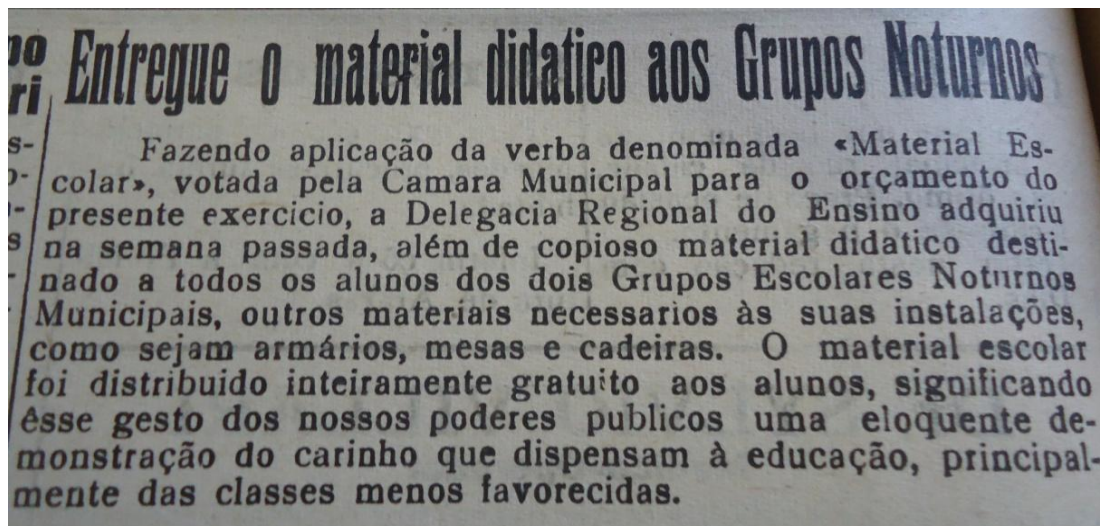 Entregue o material didatico aos Grupos Noturnos
Fazendo aplicação da verba denominada «Material Es-
colar», votada pela Camara Municipal para o orçamento do
presente exercicio, a Delegacia Regional do Ensino adquiriu
na semana passada, além de copioso material didatico desti-
nado a todos os alunos dos dois Grupos Escolares Noturnos
Municipais, outros materiais necessarios às suas instalações,
como sejam armários, mesas e cadeiras. O material escolar
foi distribuido inteiramente gratuito aos alunos, significando
êsse gesto dos nossos poderes publicos uma eloquente de-
monstração do carinho que dispensam à educação, principal-
mente das classes menos favorecidas.